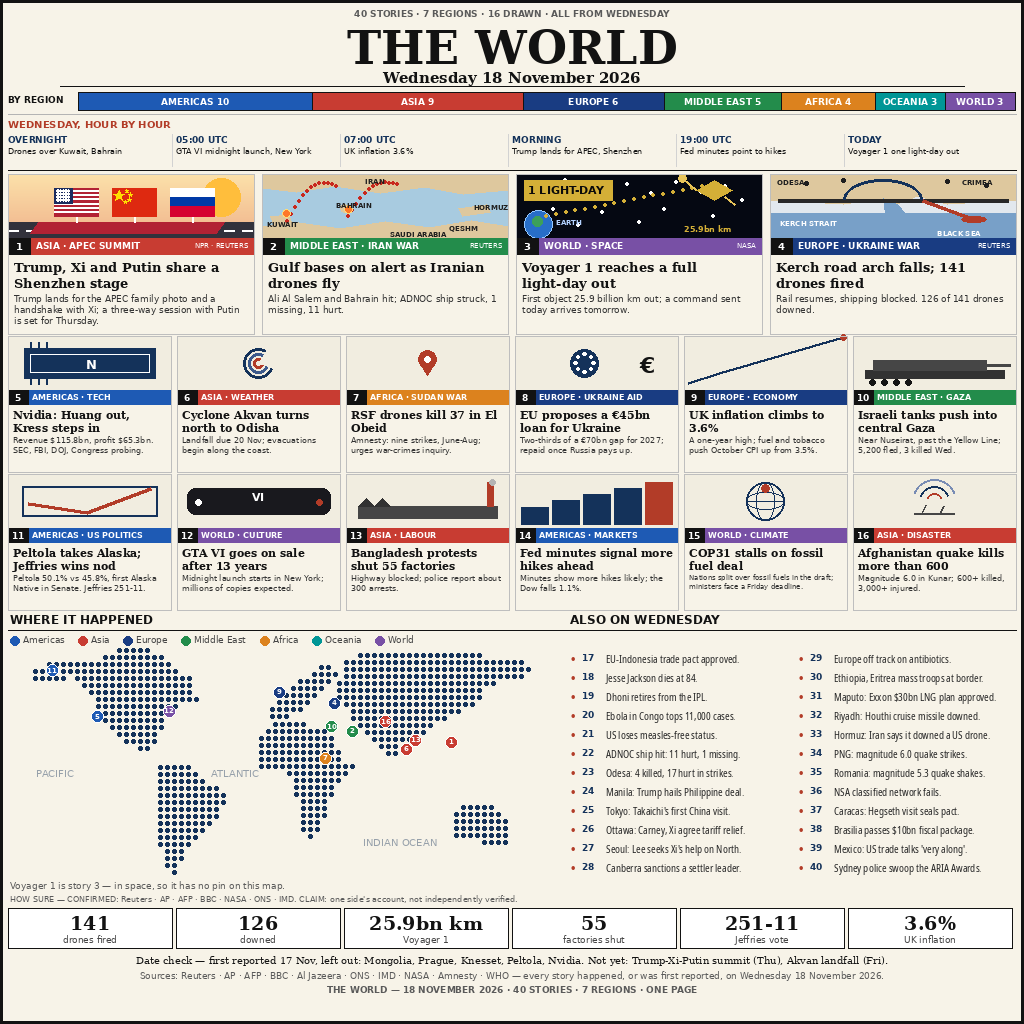 40 STORIES · 7 REGIONS · 16 DRAWN · ALL FROM WEDNESDAY
THE WORLD
Wednesday 18 November 2026
BY REGION
AMERICAS 10
ASIA 9
EUROPE 6
MIDDLE EAST 5
AFRICA 4
OCEANIA 3
WORLD 3
WEDNESDAY, HOUR BY HOUR
OVERNIGHT
Drones over Kuwait, Bahrain
05:00 UTC
GTA VI midnight launch, New York
07:00 UTC
UK inflation 3.6%
MORNING
Trump lands for APEC, Shenzhen
19:00 UTC
Fed minutes point to hikes
TODAY
Voyager 1 one light-day out
1 ASIA · APEC SUMMIT NPR · REUTERS
Trump, Xi and Putin share a
Shenzhen stage
Trump lands for the APEC family photo and a
handshake with Xi; a three-way session with Putin
is set for Thursday.
IRAN
BAHRAIN
HORMUZ
KUWAIT
QESHM
SAUDI ARABIA
2 MIDDLE EAST · IRAN WAR REUTERS
Gulf bases on alert as Iranian
drones fly
Ali Al Salem and Bahrain hit; ADNOC ship struck, 1
missing, 11 hurt.
1 LIGHT-DAY
EARTH
25.9bn km
3 WORLD · SPACE NASA
Voyager 1 reaches a full
light-day out
First object 25.9 billion km out; a command sent
today arrives tomorrow.
ODESA
CRIMEA
KERCH STRAIT
BLACK SEA
4 EUROPE · UKRAINE WAR REUTERS
Kerch road arch falls; 141
drones fired
Rail resumes, shipping blocked. 126 of 141 drones
downed.
N
5 AMERICAS · TECH
Nvidia: Huang out,
Kress steps in
Revenue $115.8bn, profit $65.3bn.
SEC, FBI, DOJ, Congress probing.
6 ASIA · WEATHER
Cyclone Akvan turns
north to Odisha
Landfall due 20 Nov; evacuations
begin along the coast.
7 AFRICA · SUDAN WAR
RSF drones kill 37 in El
Obeid
Amnesty: nine strikes, June-Aug;
urges war-crimes inquiry.
€
8 EUROPE · UKRAINE AID
EU proposes a €45bn
loan for Ukraine
Two-thirds of a €70bn gap for 2027;
repaid once Russia pays up.
9 EUROPE · ECONOMY
UK inflation climbs to
3.6%
A one-year high; fuel and tobacco
push October CPI up from 3.5%.
10 MIDDLE EAST · GAZA
Israeli tanks push into
central Gaza
Near Nuseirat, past the Yellow Line;
5,200 fled, 3 killed Wed.
11 AMERICAS · US POLITICS
Peltola takes Alaska;
Jeffries wins nod
Peltola 50.1% vs 45.8%, first Alaska
Native in Senate. Jeffries 251-11.
VI
12 WORLD · CULTURE
GTA VI goes on sale
after 13 years
Midnight launch starts in New York;
millions of copies expected.
13 ASIA · LABOUR
Bangladesh protests
shut 55 factories
Highway blocked; police report about
300 arrests.
14 AMERICAS · MARKETS
Fed minutes signal more
hikes ahead
Minutes show more hikes likely; the
Dow falls 1.1%.
15 WORLD · CLIMATE
COP31 stalls on fossil
fuel deal
Nations split over fossil fuels in the draft;
ministers face a Friday deadline.
16 ASIA · DISASTER
Afghanistan quake kills
more than 600
Magnitude 6.0 in Kunar; 600+ killed,
3,000+ injured.
WHERE IT HAPPENED
Americas
Asia
Europe
Middle East
Africa
Oceania
World
11
9
4
12
5
16
10
2
13
1
6
7
PACIFIC
ATLANTIC
INDIAN OCEAN
Voyager 1 is story 3 — in space, so it has no pin on this map.
HOW SURE — CONFIRMED: Reuters · AP · AFP · BBC · NASA · ONS · IMD. CLAIM: one side's account, not independently verified.
ALSO ON WEDNESDAY
• 17 EU-Indonesia trade pact approved.
• 18 Jesse Jackson dies at 84.
• 19 Dhoni retires from the IPL.
• 20 Ebola in Congo tops 11,000 cases.
• 21 US loses measles-free status.
• 22 ADNOC ship hit: 11 hurt, 1 missing.
• 23 Odesa: 4 killed, 17 hurt in strikes.
• 24 Manila: Trump hails Philippine deal.
• 25 Tokyo: Takaichi's first China visit.
• 26 Ottawa: Carney, Xi agree tariff relief.
• 27 Seoul: Lee seeks Xi's help on North.
• 28 Canberra sanctions a settler leader.
• 29 Europe off track on antibiotics.
• 30 Ethiopia, Eritrea mass troops at border.
• 31 Maputo: Exxon $30bn LNG plan approved.
• 32 Riyadh: Houthi cruise missile downed.
• 33 Hormuz: Iran says it downed a US drone.
• 34 PNG: magnitude 6.0 quake strikes.
• 35 Romania: magnitude 5.3 quake shakes.
• 36 NSA classified network fails.
• 37 Caracas: Hegseth visit seals pact.
• 38 Brasilia passes $10bn fiscal package.
• 39 Mexico: US trade talks 'very along'.
• 40 Sydney police swoop the ARIA Awards.
141
drones fired
126
downed
25.9bn km
Voyager 1
55
factories shut
251-11
Jeffries vote
3.6%
UK inflation
Date check — first reported 17 Nov, left out: Mongolia, Prague, Knesset, Peltola, Nvidia. Not yet: Trump-Xi-Putin summit (Thu), Akvan landfall (Fri).
Sources: Reuters · AP · AFP · BBC · Al Jazeera · ONS · IMD · NASA · Amnesty · WHO — every story happened, or was first reported, on Wednesday 18 November 2026.
THE WORLD — 18 NOVEMBER 2026 · 40 STORIES · 7 REGIONS · ONE PAGE